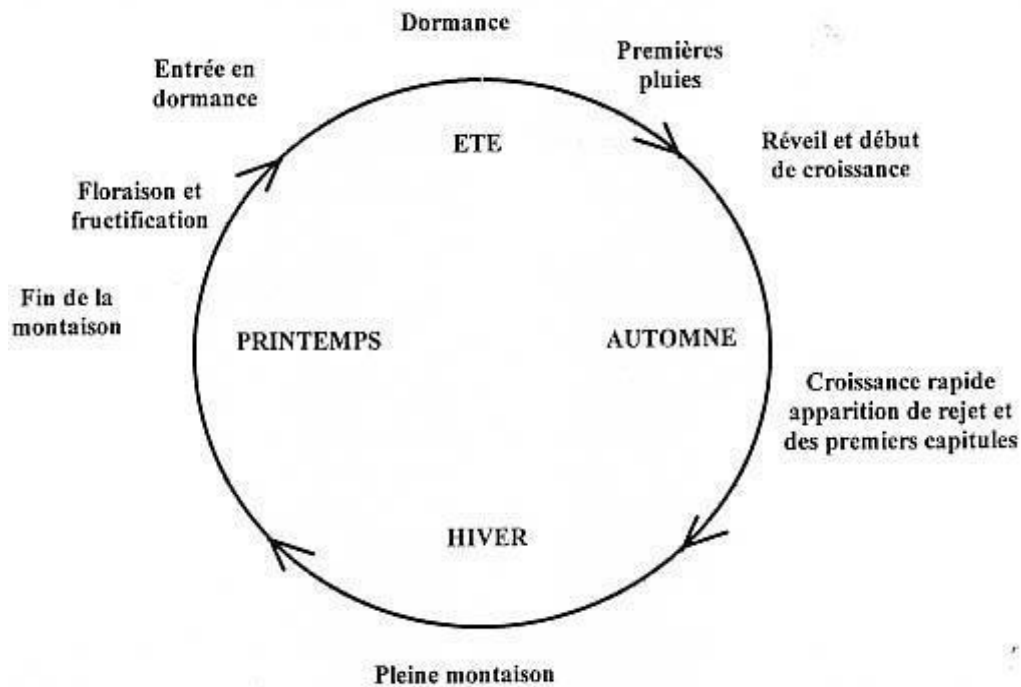 Dormance
Premières
pluies
Entrée en
dormance
ETE
Réveil et début
de croissance
Floraison et
fructification
Fin de la
montaison
PRINTEMPS
AUTOMNE
Croissance rapide
apparition de rejet et
des premiers capitules
HIVER
Pleine montaison